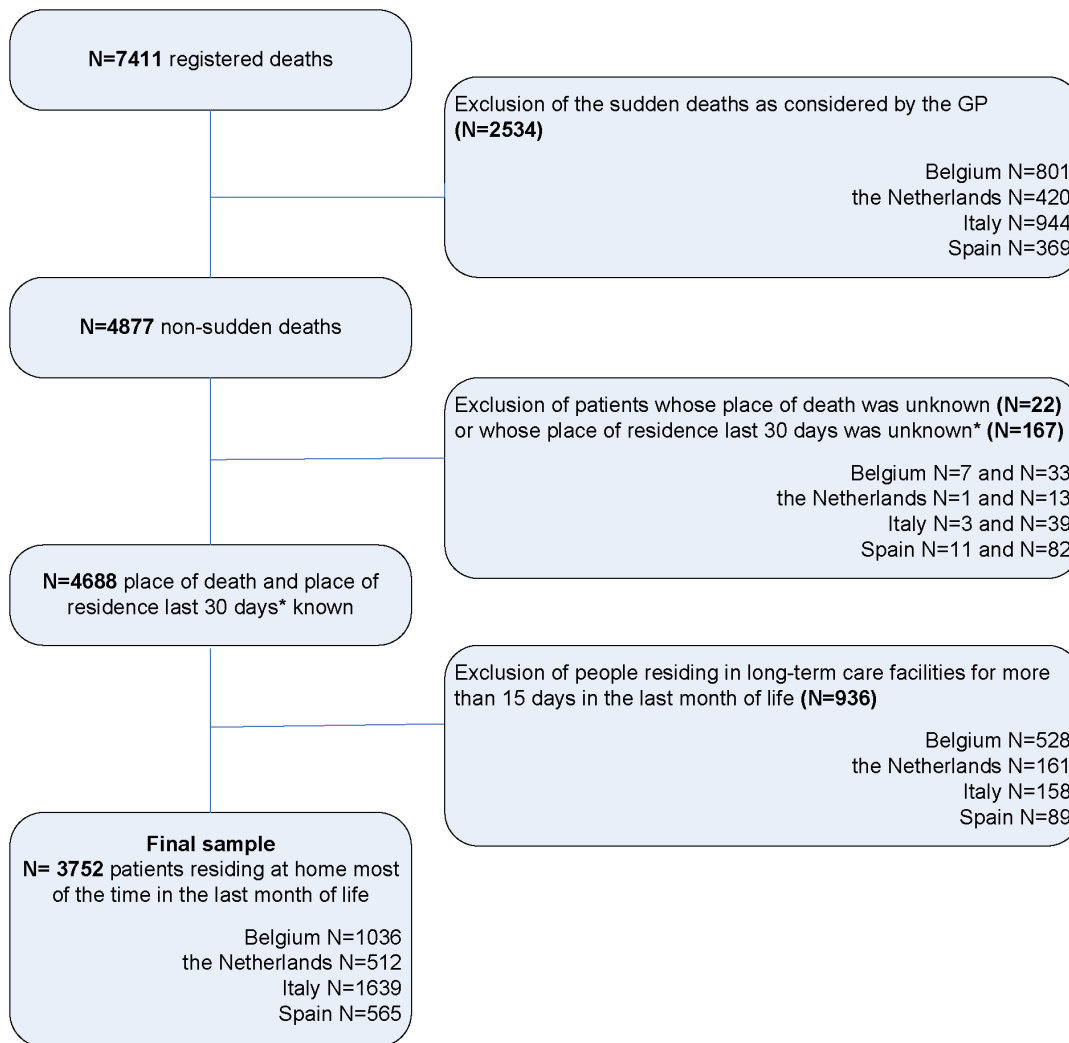 N=7411 registered deaths
Exclusion of the sudden deaths as considered by the GP
(N=2534)
Belgium N=801
the Netherlands N=420
Italy N=944
Spain N=369
N=4877 non-sudden deaths
Exclusion of patients whose place of death was unknown (N=22)
or whose place of residence last 30 days was unknown* (N=167)
Belgium N=7 and N=33
the Netherlands N=1 and N=13
Italy N=3 and N=39
Spain N=11 and N=82
N=4688 place of death and place of
residence last 30 days* known
Exclusion of people residing in long-term care facilities for more
than 15 days in the last month of life (N=936)
Belgium N=528
the Netherlands N=161
Italy N=158
Spain N=89
Final sample
N= 3752 patients residing at home most
of the time in the last month of life
Belgium N=1036
the Netherlands N=512
Italy N=1639
Spain N=565